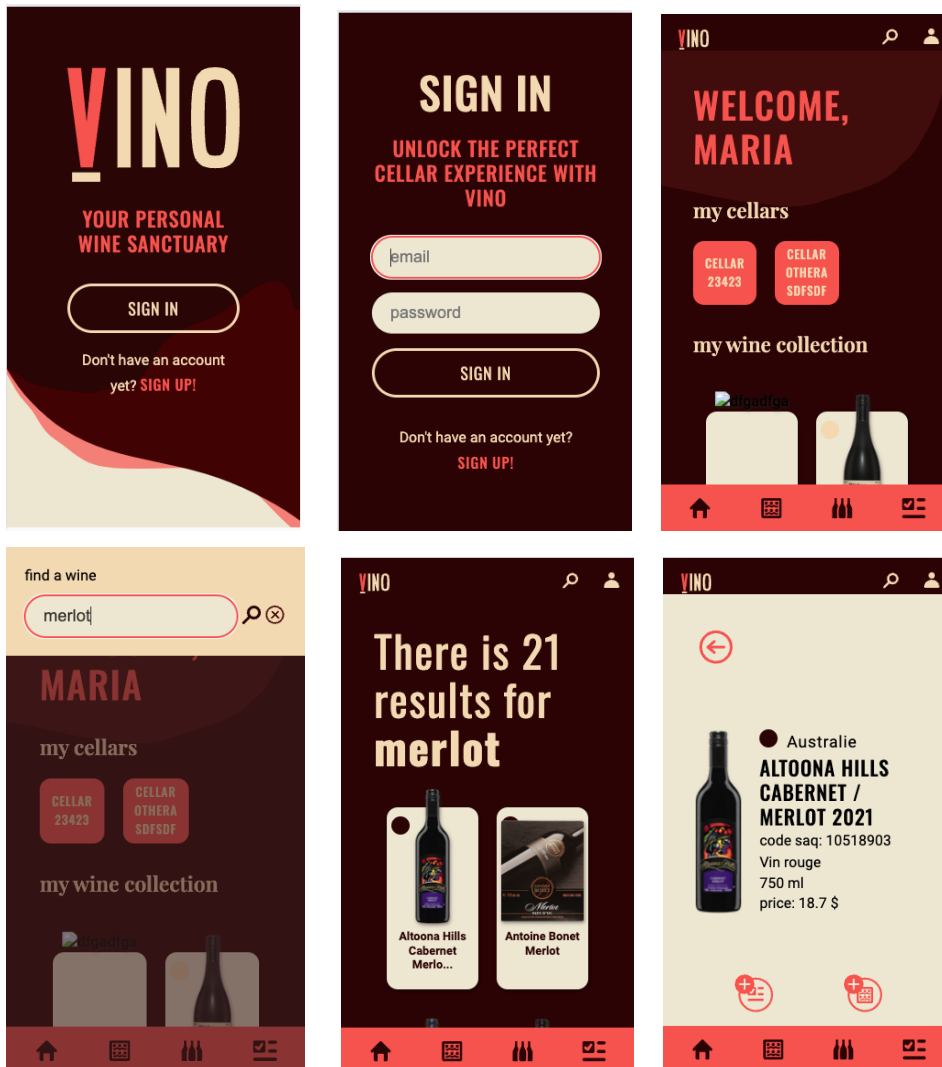 VINO
YOUR PERSONAL
WINE SANCTUARY
SIGN IN
Don't have an account
yet? SIGN UP!
SIGN IN
UNLOCK THE PERFECT
CELLAR EXPERIENCE WITH
VINO
email
password
SIGN IN
Don't have an account yet?
SIGN UP!
VINO
WELCOME,
MARIA
my cellars
CELLAR
23423
CELLAR
OTHERA
SDFSDF
my wine collection
dfgadfga
find a wine
merlot
MARIA
my cellars
CELLAR
23423
CELLAR
OTHERA
SDFSDF
my wine collection
dfgadfga
VINO
There is 21
results for
merlot
Altoona Hills
Cabernet
Merlo...
Merlot
Antoine Bonet
Merlot
VINO
Australie
ALTOONA HILLS
CABERNET /
MERLOT 2021
code saq: 10518903
Vin rouge
750 ml
price: 18.7 $